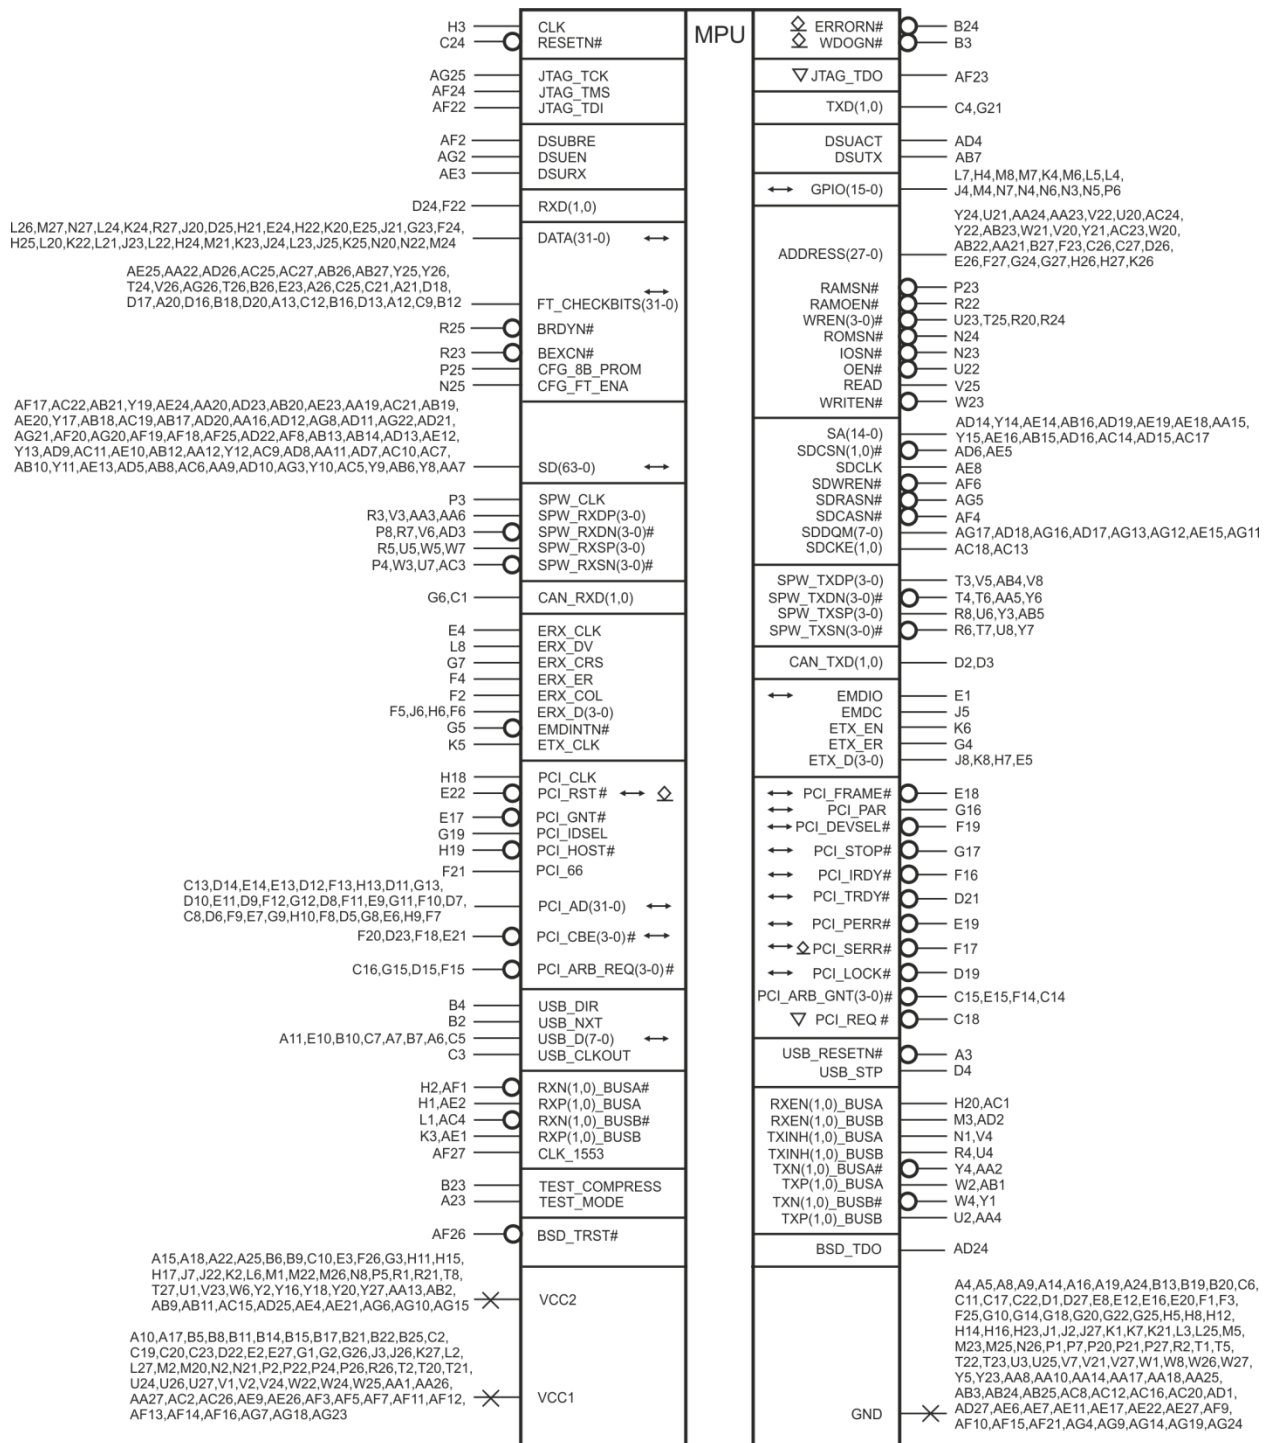 MPU
H3 CLK
C24 RESETN#
AG25 JTAG_TCK
AF24 JTAG_TMS
AF22 JTAG_TDI
AF2 DSUBRE
AG2 DSUEN
AE3 DSURX
D24,F22 RXD(1,0)
L26,M27,N27,L24,K24,R27,J20,D25,H21,E24,H22,K20,E25,J21,G23,F24,
H25,L20,K22,L21,J23,L22,H24,M21,K23,J24,L23,J25,K25,N20,N22,M24
DATA(31-0)
AE25,AA22,AD26,AC25,AC27,AB26,AB27,Y25,Y26,
T24,V26,AG26,T26,B26,E23,A26,C25,C21,A21,D18,
D17,A20,D16,B18,D20,A13,C12,B16,D13,A12,C9,B12
FT_CHECKBITS(31-0)
R25 BRDYN#
R23 BEXCN#
P25 CFG_8B_PROM
N25 CFG_FT_ENA
AF17,AC22,AB21,Y19,AE24,AA20,AD23,AB20,AE23,AA19,AC21,AB19,
AE20,Y17,AB18,AC19,AB17,AD20,AA16,AD12,AG8,AD11,AG22,AD21,
AG21,AF20,AG20,AF19,AF18,AF25,AD22,AF8,AB13,AB14,AD13,AE12,
Y13,AD9,AC11,AE10,AB12,AA12,Y12,AC9,AD8,AA11,AD7,AC10,AC7,
AB10,Y11,AE13,AD5,AB8,AC6,AA9,AD10,AG3,Y10,AC5,Y9,AB6,Y8,AA7
SD(63-0)
P3 SPW_CLK
R3,V3,AA3,AA6 SPW_RXDP(3-0)
P8,R7,V6,AD3 SPW_RXDN(3-0)#
R5,U5,W5,W7 SPW_RXSP(3-0)
P4,W3,U7,AC3 SPW_RXSN(3-0)#
G6,C1 CAN_RXD(1,0)
E4 ERX_CLK
L8 ERX_DV
G7 ERX_CRS
F4 ERX_ER
F2 ERX_COL
F5,J6,H6,F6 ERX_D(3-0)
G5 EMDINTN#
K5 ETX_CLK
H18 PCI_CLK
E22 PCI_RST#
E17 PCI_GNT#
G19 PCI_IDSEL
H19 PCI_HOST#
F21 PCI_66
C13,D14,E14,E13,D12,F13,H13,D11,G13,
D10,E11,D9,F12,G12,D8,F11,E9,G11,F10,D7,
C8,D6,F9,E7,G9,H10,F8,D5,G8,E6,H9,F7
PCI_AD(31-0)
F20,D23,F18,E21 PCI_CBE(3-0)#
C16,G15,D15,F15 PCI_ARB_REQ(3-0)#
B4 USB_DIR
B2 USB_NXT
A11,E10,B10,C7,A7,B7,A6,C5 USB_D(7-0)
C3 USB_CLKOUT
H2,AF1 RXN(1,0)_BUSA#
H1,AE2 RXP(1,0)_BUSA
L1,AC4 RXN(1,0)_BUSB#
K3,AE1 RXP(1,0)_BUSB
AF27 CLK_1553
B23 TEST_COMPRESS
A23 TEST_MODE
AF26 BSD_TRST#
A15,A18,A22,A25,B6,B9,C10,E3,F26,G3,H11,H15,
H17,J7,J22,K2,L6,M1,M22,M26,N8,P5,R1,R21,T8,
T27,U1,V23,W6,Y2,Y16,Y18,Y20,Y27,AA13,AB2,
AB9,AB11,AC15,AD25,AE4,AE21,AG6,AG10,AG15
VCC2
A10,A17,B5,B8,B11,B14,B15,B17,B21,B22,B25,C2,
C19,C20,C23,D22,E2,E27,G1,G2,G26,J3,J26,K27,L2,
L27,M2,M20,N2,N21,P2,P22,P24,P26,R26,T2,T20,T21,
U24,U26,U27,V1,V2,V24,W22,W24,W25,AA1,AA26,
AA27,AC2,AC26,AE9,AE26,AF3,AF5,AF7,AF11,AF12,
AF13,AF14,AF16,AG7,AG18,AG23
VCC1
ERRORN# B24
WDOGN# B3
JTAG_TDO AF23
TXD(1,0) C4,G21
DSUACT AD4
DSUTX AB7
L7,H4,M8,M7,K4,M6,L5,L4,
GPIO(15-0) J4,M4,N7,N4,N6,N3,N5,P6
Y24,U21,AA24,AA23,V22,U20,AC24,
Y22,AB23,W21,V20,Y21,AC23,W20,
AB22,AA21,B27,F23,C26,C27,D26,
E26,F27,G24,G27,H26,H27,K26
ADDRESS(27-0)
RAMSN# P23
RAMOEN# R22
WREN(3-0)# U23,T25,R20,R24
ROMSN# N24
IOSN# N23
OEN# U22
READ V25
WRITEN# W23
AD14,Y14,AE14,AB16,AD19,AE19,AE18,AA15,
SA(14-0) Y15,AE16,AB15,AD16,AC14,AD15,AC17
SDCSN(1,0)# AD6,AE5
SDCLK AE8
SDWREN# AF6
SDRASN# AG5
SDCASN# AF4
SDDQM(7-0) AG17,AD18,AG16,AD17,AG13,AG12,AE15,AG11
SDCKE(1,0) AC18,AC13
SPW_TXDP(3-0) T3,V5,AB4,V8
SPW_TXDN(3-0)# T4,T6,AA5,Y6
SPW_TXSP(3-0) R8,U6,Y3,AB5
SPW_TXSN(3-0)# R6,T7,U8,Y7
CAN_TXD(1,0) D2,D3
EMDIO E1
EMDC J5
ETX_EN K6
ETX_ER G4
ETX_D(3-0) J8,K8,H7,E5
PCI_FRAME# E18
PCI_PAR G16
PCI_DEVSEL# F19
PCI_STOP# G17
PCI_IRDY# F16
PCI_TRDY# D21
PCI_PERR# E19
PCI_SERR# F17
PCI_LOCK# D19
PCI_ARB_GNT(3-0)# C15,E15,F14,C14
PCI_REQ # C18
USB_RESETN# A3
USB_STP D4
RXEN(1,0)_BUSA H20,AC1
RXEN(1,0)_BUSB M3,AD2
TXINH(1,0)_BUSA N1,V4
TXINH(1,0)_BUSB R4,U4
TXN(1,0)_BUSA# Y4,AA2
TXP(1,0)_BUSA W2,AB1
TXN(1,0)_BUSB# W4,Y1
TXP(1,0)_BUSB U2,AA4
BSD_TDO AD24
A4,A5,A8,A9,A14,A16,A19,A24,B13,B19,B20,C6,
C11,C17,C22,D1,D27,E8,E12,E16,E20,F1,F3,
F25,G10,G14,G18,G20,G22,G25,H5,H8,H12,
H14,H16,H23,J1,J2,J27,K1,K7,K21,L3,L25,M5,
M23,M25,N26,P1,P7,P20,P21,P27,R2,T1,T5,
T22,T23,U3,U25,V7,V21,V27,W1,W8,W26,W27,
Y5,Y23,AA8,AA10,AA14,AA17,AA18,AA25,
AB3,AB24,AB25,AC8,AC12,AC16,AC20,AD1,
AD27,AE6,AE7,AE11,AE17,AE22,AE27,AF9,
AF10,AF15,AF21,AG4,AG9,AG14,AG19,AG24
GND